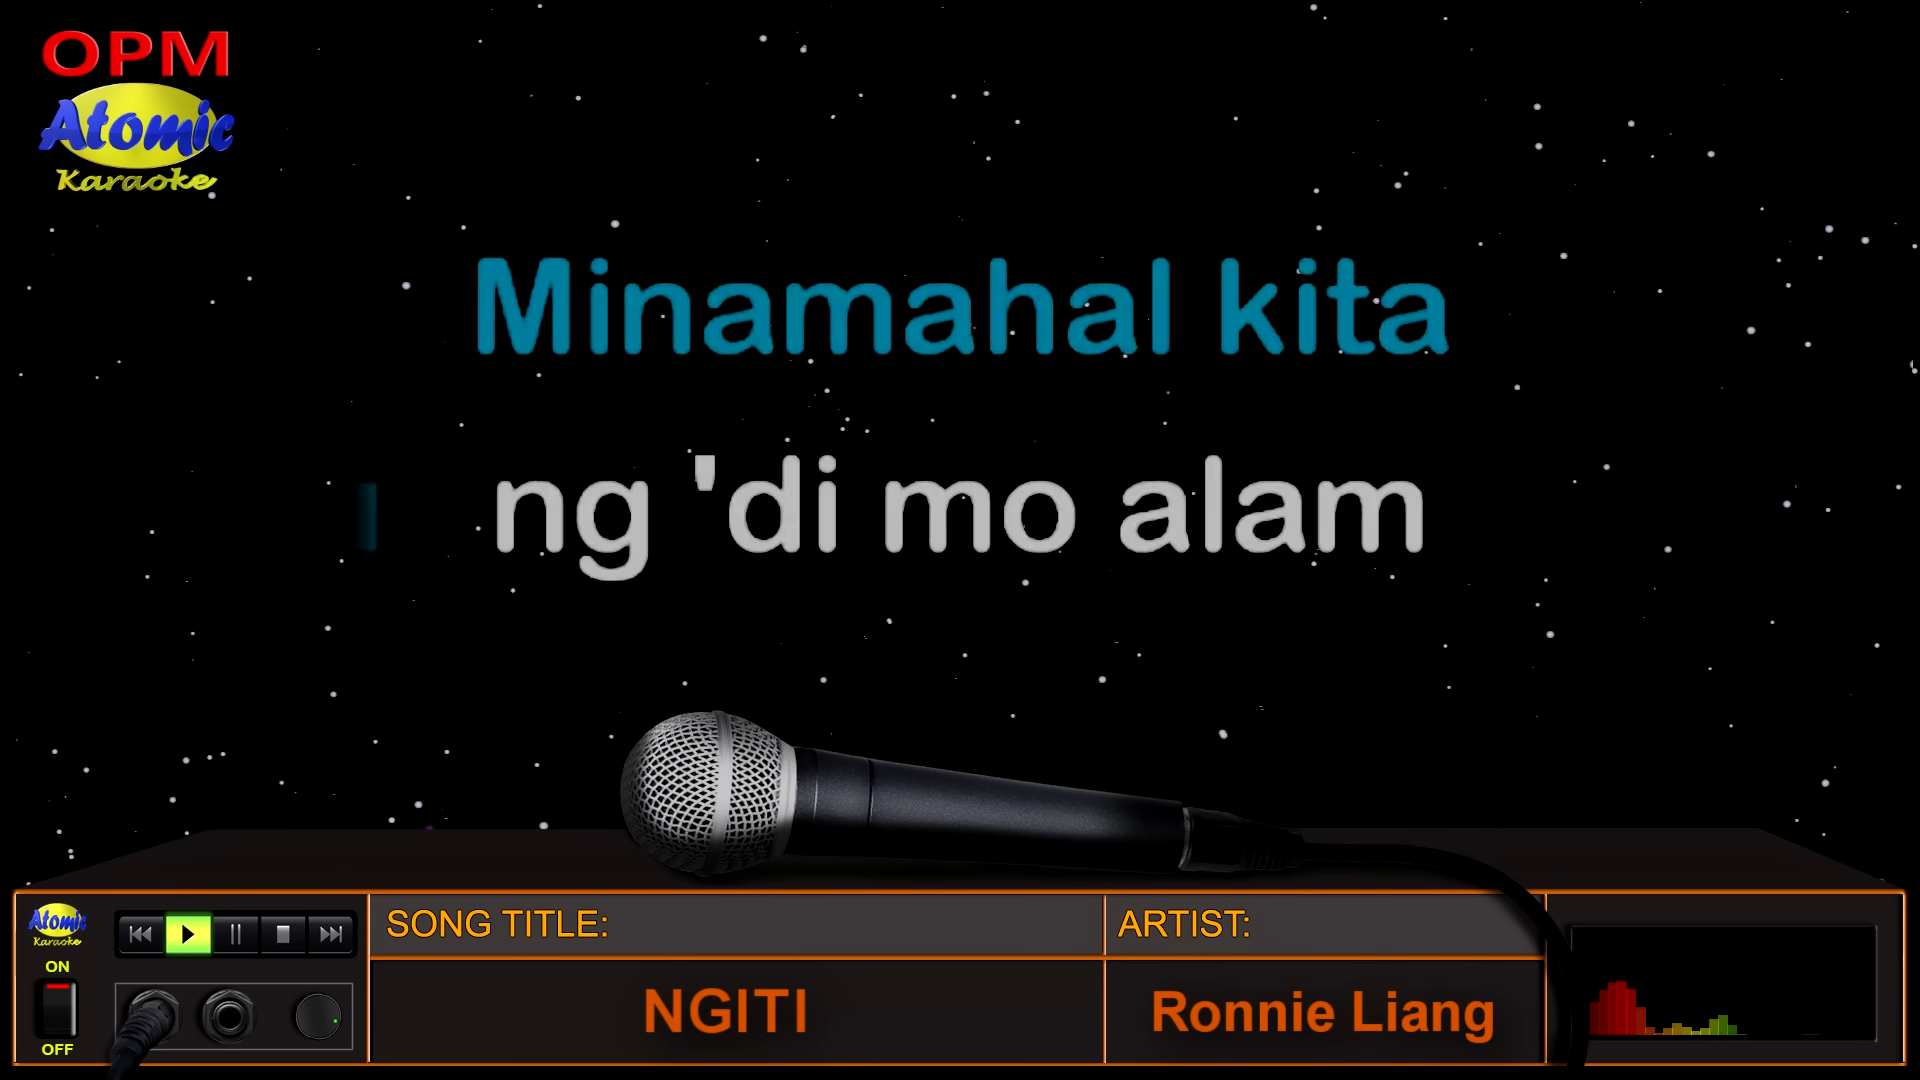 OPM
Atomic
Karaoke
Minamahal kita
ng 'di mo alam
Atomic
Karaoke
ON
OFF
SONG TITLE:
NGITI
ARTIST:
Ronnie Liang